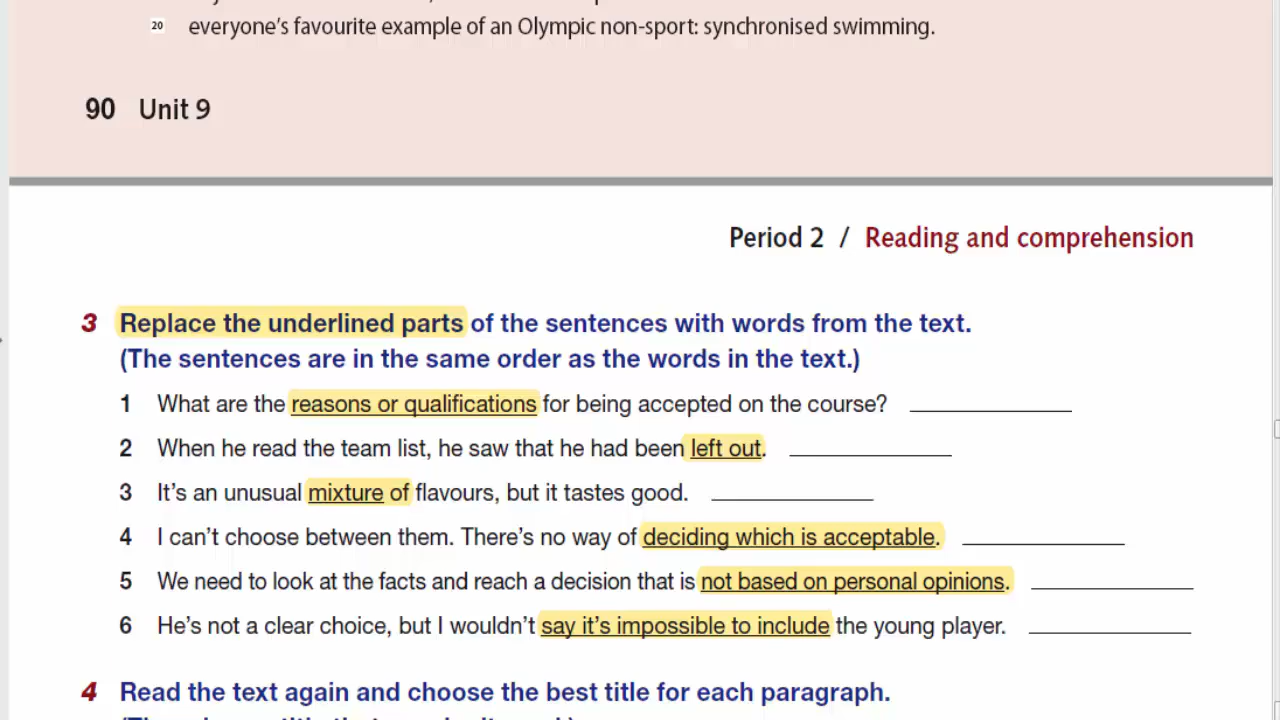 20 everyone's favourite example of an Olympic non-sport: synchronised swimming.
90 Unit 9
Period 2 / Reading and comprehension
3 Replace the underlined parts of the sentences with words from the text.
(The sentences are in the same order as the words in the text.)
1 What are the reasons or qualifications for being accepted on the course? ____________
2 When he read the team list, he saw that he had been left out. ____________
3 It's an unusual mixture of flavours, but it tastes good. ____________
4 I can't choose between them. There's no way of deciding which is acceptable. ____________
5 We need to look at the facts and reach a decision that is not based on personal opinions. ____________
6 He's not a clear choice, but I wouldn't say it's impossible to include the young player. ____________
4 Read the text again and choose the best title for each paragraph.